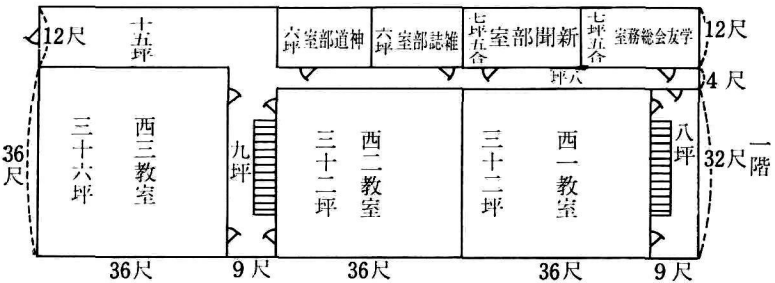 学友会総務室
七坪五合
新聞部室
七坪五合
雑誌部室
六坪
神道部室
六坪
十五坪
12尺
12尺
4尺
八坪
一階
32尺
八坪
西一教室
三十二坪
西二教室
三十二坪
九坪
西三教室
三十六坪
36尺
36尺
9尺
36尺
36尺
9尺